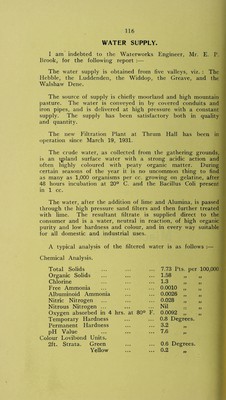 116
WATER SUPPLY.
I am indebted to the Waterworks Engineer, Mr. E. P.
Brook, for the following report :—
The water supply is obtained from five valleys, viz. : The
Hebble, the Luddenden, the Widdop, the Greave, and the
Walshaw Dene.
The source of supply is chiefly moorland and high mountain
pasture. The water is conveyed in by covered conduits and
iron pipes, and is delivered at high pressure with a constant
supply. The supply has been satisfactory both in quality
and quantity.
The new Filtration Plant at Thrum Hall has been in
operation since March 19, 1931.
The crude water, as collected from the gathering grounds,
is an upland surface water with a strong acidic action and
often highly coloured with peaty organic matter. During
certain seasons of the year it is no uncommon thing to find
as many as 1,000 organisms per cc. growing on gelatine, after
48 hours incubation at 20° C. and the Bacillus Coli present
in 1 cc.
The water, after the addition of lime and Alumina, is passed
through the high pressure sand filters and then further treated
with lime. The resultant filtrate is supplied direct to the
consumer and is a water, neutral in reaction, of high organic
purity and low hardness and colour, and in every way suitable
for all domestic and industrial uses.
A typical analysis of the filtered water is as follows :—
Chemical Analysis.
Total Solids ... ... ... 7.73 Pts. per 100,000
Organic Solids ... ... ... 1.58 „ „
Chlorine ... ... ... 1.3 „ „
Free Ammonia ... ... ... 0.0010 „ „
Albuminoid Ammonia ... ... 0.0026 „ „
Nitric Nitrogen ... ... ... 0.028 „ „
Nitrous Nitrogen ... ... ... Nil „ „
Oxygen absorbed in 4 hrs. at 80° F. 0.0092 „ „
Temporary Hardness ... ... 0.8 Degrees.
Permanent Hardness ... ... 3.2 „
pH Value ... ... ... 7.6 „
Colour Lovibond Units.
2ft. Strata. Green ... ... 0.6 Degrees.
Yellow ... ... 0.2 „